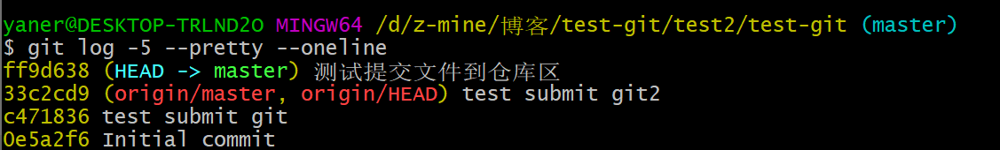 yaner@DESKTOP-TRLND2O MINGW64 /d/z-mine/博客/test-git/test2/test-git (master)
$ git log -5 --pretty --oneline
ff9d638 (HEAD -> master) 测试提交文件到仓库区
33c2cd9 (origin/master, origin/HEAD) test submit git2
c471836 test submit git
0e5a2f6 Initial commit